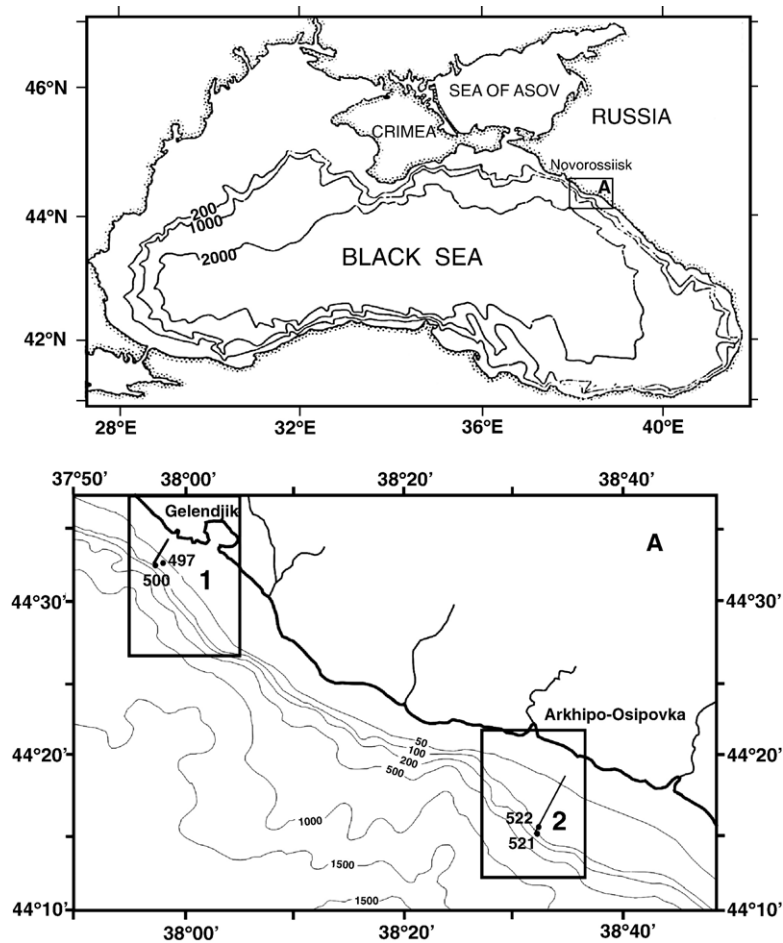 46°N
SEA OF ASOV
RUSSIA
CRIMEA
Novorossiisk
A
44°N
200
1000
2000
BLACK SEA
42°N
28°E
32°E
36°E
40°E
37°50’
38°00’
38°20’
38°40’
Gelendjik
A
497
500
1
44°30’
44°30’
Arkhipo-Osipovka
50
100
200
500
44°20’
44°20’
522
2
521
1000
1500
1500
44°10’
44°10’
38°00’
38°20’
38°40’